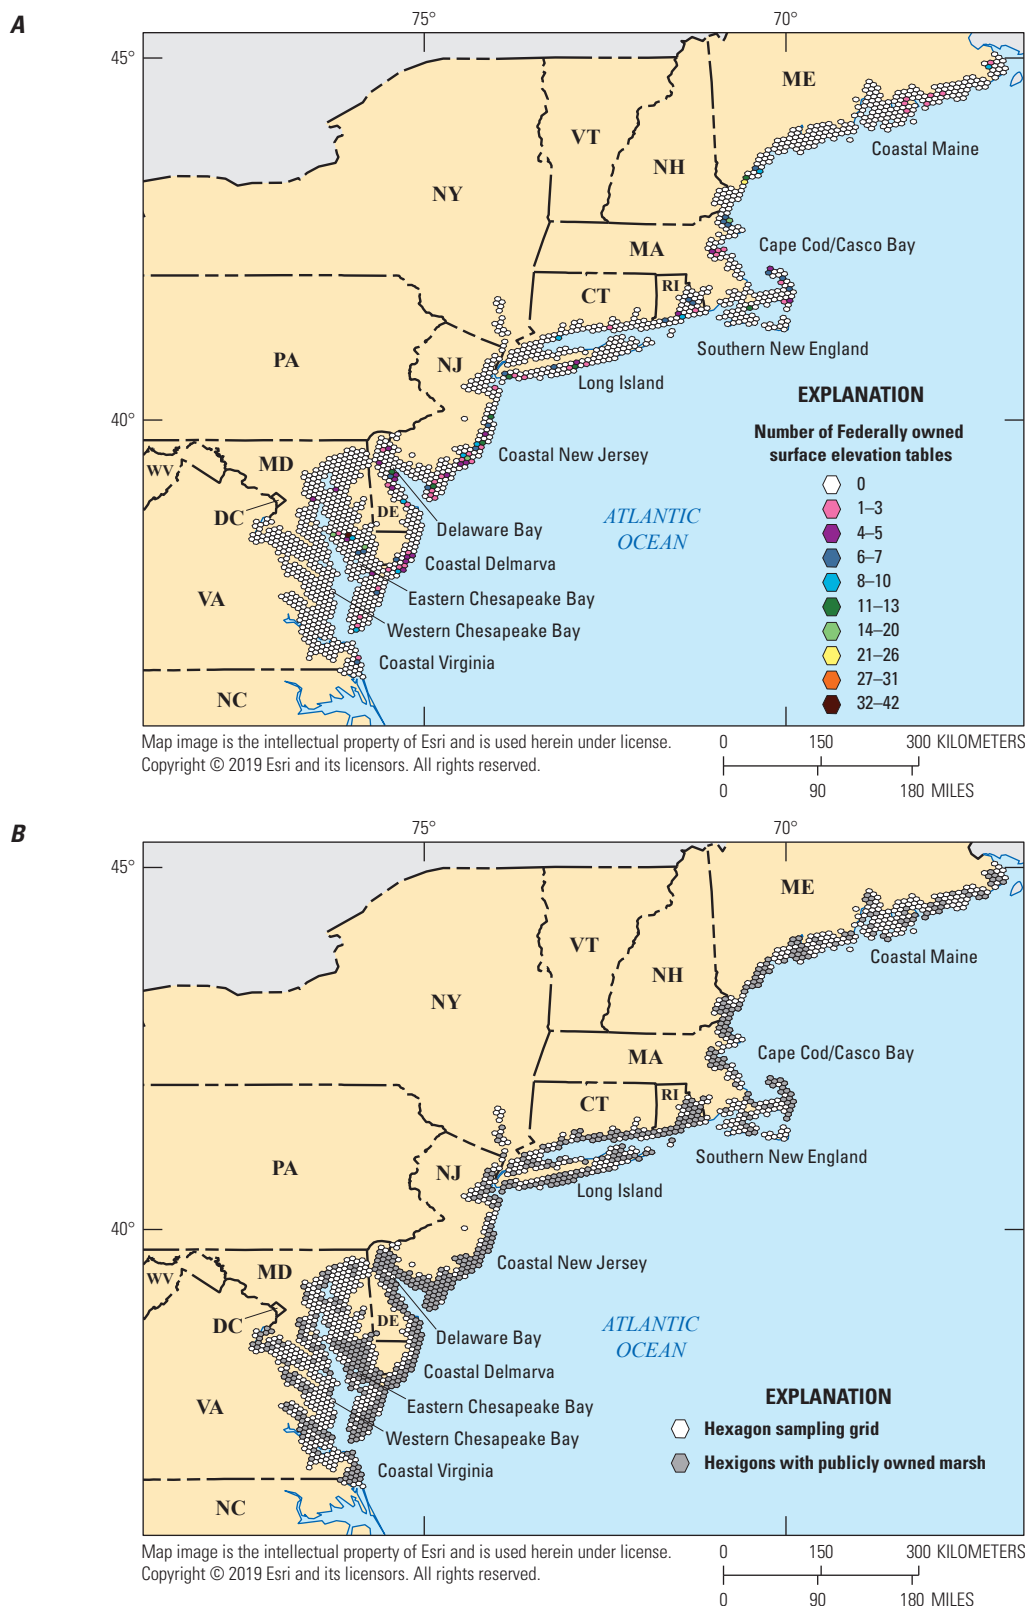 A
75°
70°
45°
ME
VT
Coastal Maine
NH
NY
MA
Cape Cod/Casco Bay
CT
RI
PA
NJ
Southern New England
Long Island
40°
EXPLANATION
Number of Federally owned
surface elevation tables
0
1–3
4–5
6–7
8–10
11–13
14–20
21–26
27–31
32–42
WV
MD
Coastal New Jersey
DC
DE
ATLANTIC
OCEAN
Delaware Bay
Coastal Delmarva
VA
Eastern Chesapeake Bay
Western Chesapeake Bay
Coastal Virginia
NC
Map image is the intellectual property of Esri and is used herein under license.
Copyright © 2019 Esri and its licensors. All rights reserved.
0 150 300 KILOMETERS
0 90 180 MILES
B
75°
70°
45°
ME
VT
Coastal Maine
NH
NY
MA
Cape Cod/Casco Bay
CT
RI
Southern New England
PA
NJ
Long Island
40°
Coastal New Jersey
WV
MD
DC
DE
ATLANTIC
OCEAN
Delaware Bay
Coastal Delmarva
VA
Eastern Chesapeake Bay
Western Chesapeake Bay
Coastal Virginia
NC
EXPLANATION
Hexagon sampling grid
Hexigons with publicly owned marsh
Map image is the intellectual property of Esri and is used herein under license.
Copyright © 2019 Esri and its licensors. All rights reserved.
0 150 300 KILOMETERS
0 90 180 MILES